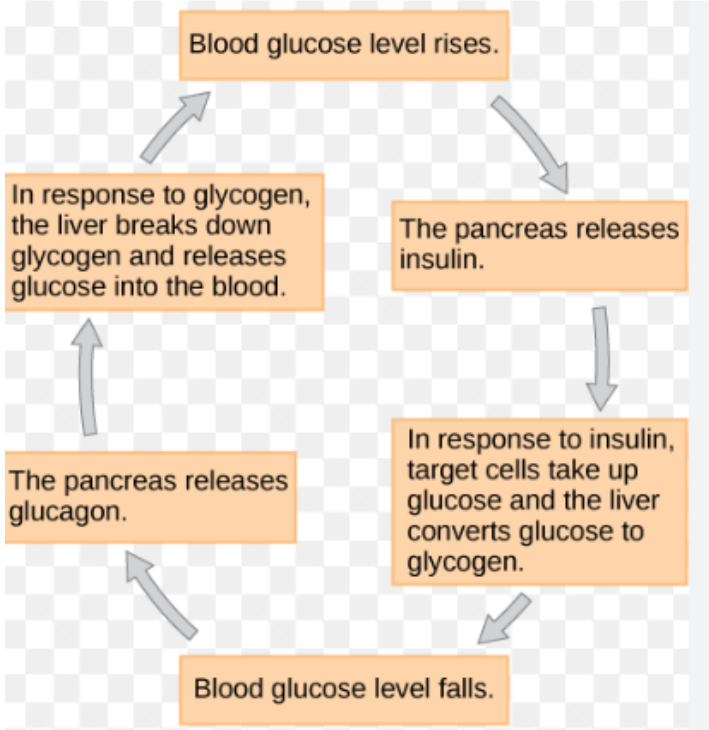 Blood glucose level rises.
The pancreas releases
insulin.
In response to insulin,
target cells take up
glucose and the liver
converts glucose to
glycogen.
Blood glucose level falls.
The pancreas releases
glucagon.
In response to glycogen,
the liver breaks down
glycogen and releases
glucose into the blood.